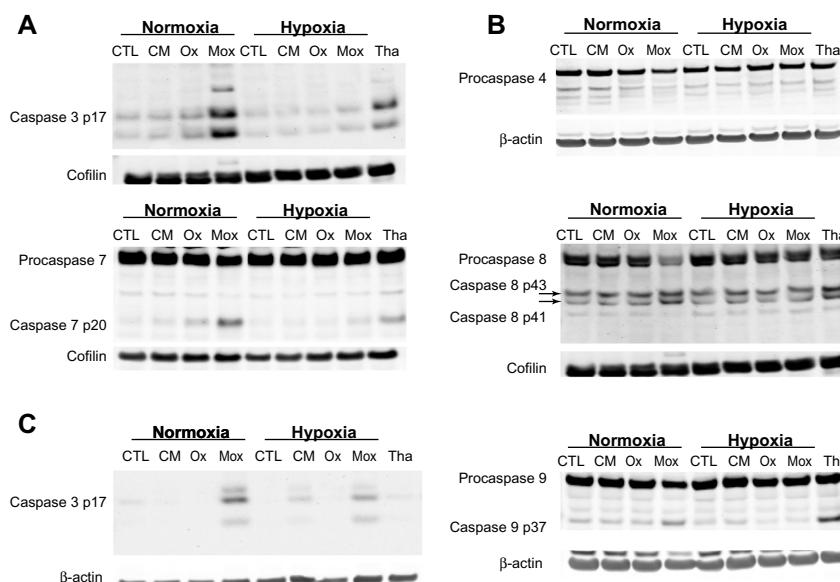 A
Normoxia Hypoxia
CTL CM Ox Mox CTL CM Ox Mox Tha
Caspase 3 p17
Cofilin
Normoxia Hypoxia
CTL CM Ox Mox CTL CM Ox Mox Tha
Procaspase 7
Caspase 7 p20
Cofilin
C
Normoxia Hypoxia
CTL CM Ox Mox CTL CM Ox Mox Tha
Caspase 3 p17
β-actin
B
Normoxia Hypoxia
CTL CM Ox Mox CTL CM Ox Mox Tha
Procaspase 4
β-actin
Normoxia Hypoxia
CTL CM Ox Mox CTL CM Ox Mox Tha
Procaspase 8
Caspase 8 p43
Caspase 8 p41
Cofilin
Normoxia Hypoxia
CTL CM Ox Mox CTL CM Ox Mox Th
Procaspase 9
Caspase 9 p37
β-actin